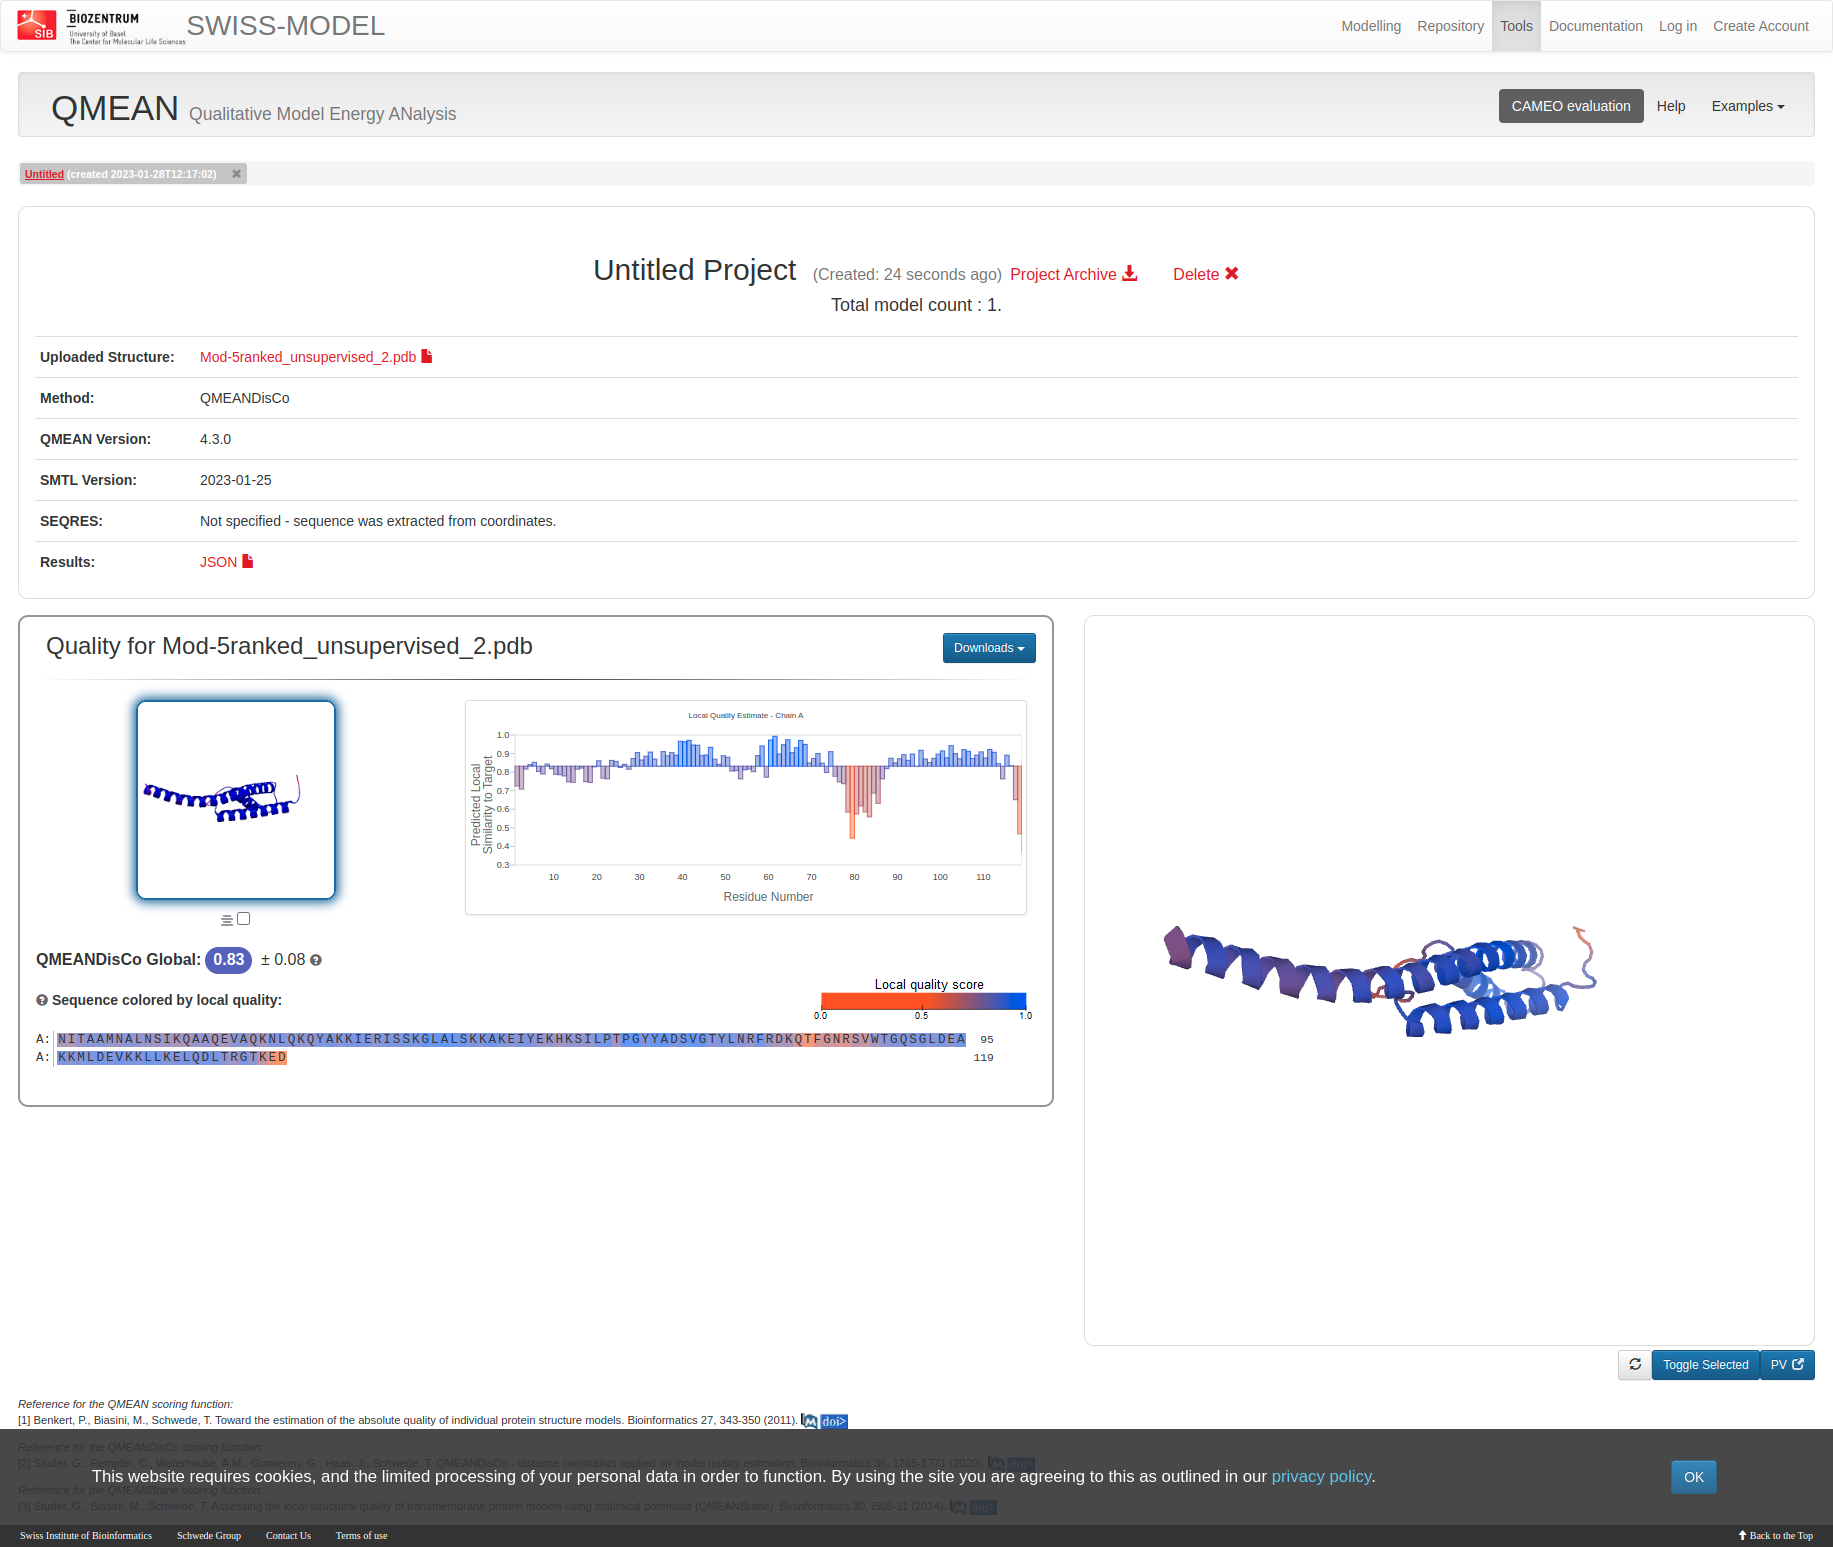 SIB
BIOZENTRUM
University of Basel
The Center for Molecular Life Sciences
SWISS-MODEL
Modelling Repository Tools Documentation Log in Create Account
QMEAN Qualitative Model Energy ANalysis
CAMEO evaluation Help Examples
Untitled (created 2023-01-28T12:17:02)
Untitled Project (Created: 24 seconds ago) Project Archive Delete
Total model count : 1.
Uploaded Structure: Mod-5ranked_unsupervised_2.pdb
Method: QMEANDisCo
QMEAN Version: 4.3.0
SMTL Version: 2023-01-25
SEQRES: Not specified - sequence was extracted from coordinates.
Results: JSON
Quality for Mod-5ranked_unsupervised_2.pdb
Downloads
Local Quality Estimate - Chain A
Predicted Local
Similarity to Target
1.0
0.9
0.8
0.7
0.6
0.5
0.4
0.3
10 20 30 40 50 60 70 80 90 100 110
Residue Number
QMEANDisCo Global: 0.83 ± 0.08
Sequence colored by local quality:
Local quality score
0.0 0.5 1.0
A: NITAAMNALNSIKQAAQEVAQKNLQKQYAKKIERISSKGLALSKKAKEIYEKHKSILPTPGYYADSVGTYLNRFRDKQTFGNRSVWTGQSGLDEA 95
A: KKMLDEVKKLLKELQDLTRGTKED 119
Toggle Selected
PV
Reference for the QMEAN scoring function:
[1] Benkert, P., Biasini, M., Schwede, T. Toward the estimation of the absolute quality of individual protein structure models. Bioinformatics 27, 343-350 (2011). M doi>
Reference for the QMEANDisCo scoring function:
[2] Studer, G., Rempfer, C., Waterhouse, A.M., Gumienny, G., Haas, J., Schwede, T. QMEANDisCo - distance constraints applied on model quality estimation. Bioinformatics 36, 1765-1771 (2020). M doi>
This website requires cookies, and the limited processing of your personal data in order to function. By using the site you are agreeing to this as outlined in our privacy policy.
OK
Reference for the QMEANBrane scoring function:
[3] Studer, G., Biasini, M., Schwede, T. Assessing the local structural quality of transmembrane protein models using statistical potentials (QMEANBrane). Bioinformatics 30, i505-11 (2014). M doi>
Swiss Institute of Bioinformatics Schwede Group Contact Us Terms of use
Back to the Top